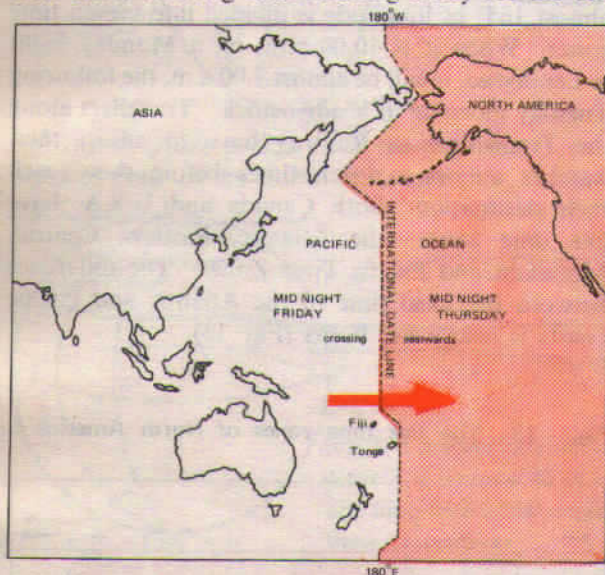 180°W
ASIA
NORTH AMERICA
PACIFIC
OCEAN
INTERNATIONAL DATE LINE
MID NIGHT
FRIDAY
MID NIGHT
THURSDAY
crossing
eastwards
Fiji
Tonga
180°E